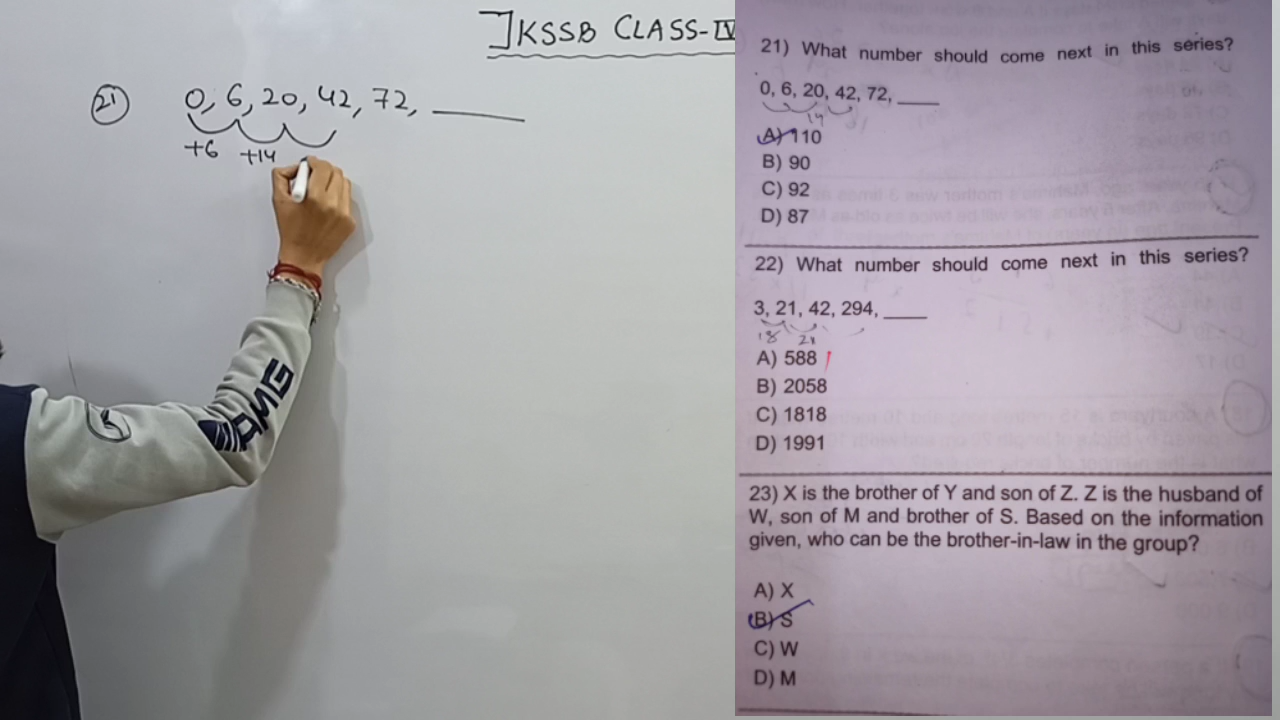 JKSSB CLASS-IV
21 0, 6, 20, 42, 72, ____
+6 +14
AMG
21) What number should come next in this series?
0, 6, 20, 42, 72, ____
14
A) 110
B) 90
C) 92
D) 87
22) What number should come next in this series?
3, 21, 42, 294, ____
18 21
A) 588
B) 2058
C) 1818
D) 1991
23) X is the brother of Y and son of Z. Z is the husband of
W, son of M and brother of S. Based on the information
given, who can be the brother-in-law in the group?
A) X
B) S
C) W
D) M